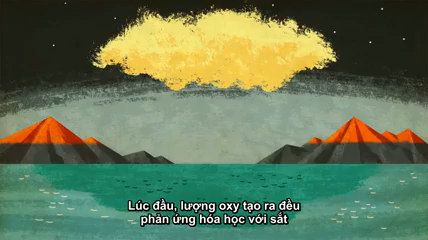 Lúc đầu, lượng oxy tạo ra đều
phản ứng hóa học với sắt